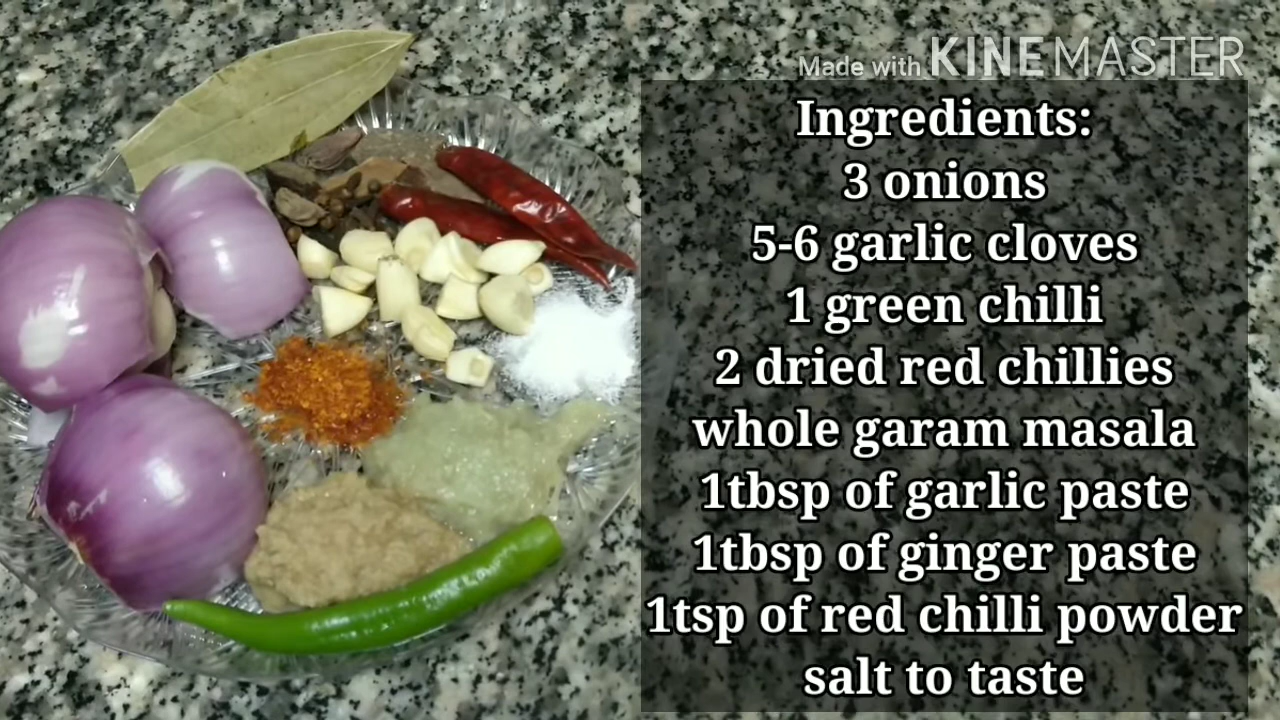 Made with KINEMASTER
Ingredients:
3 onions
5-6 garlic cloves
1 green chilli
2 dried red chillies
whole garam masala
1tbsp of garlic paste
1tbsp of ginger paste
1tsp of red chilli powder
salt to taste